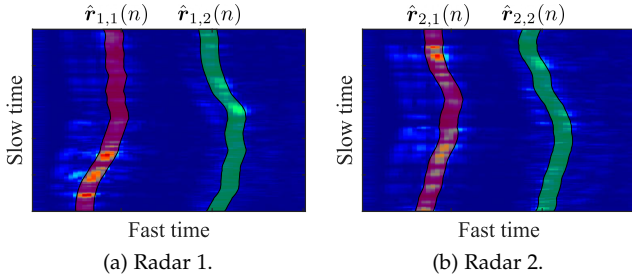 r̂₁,₁(n) r̂₁,₂(n) r̂₂,₁(n) r̂₂,₂(n)
Slow time Slow time
Fast time Fast time
(a) Radar 1. (b) Radar 2.